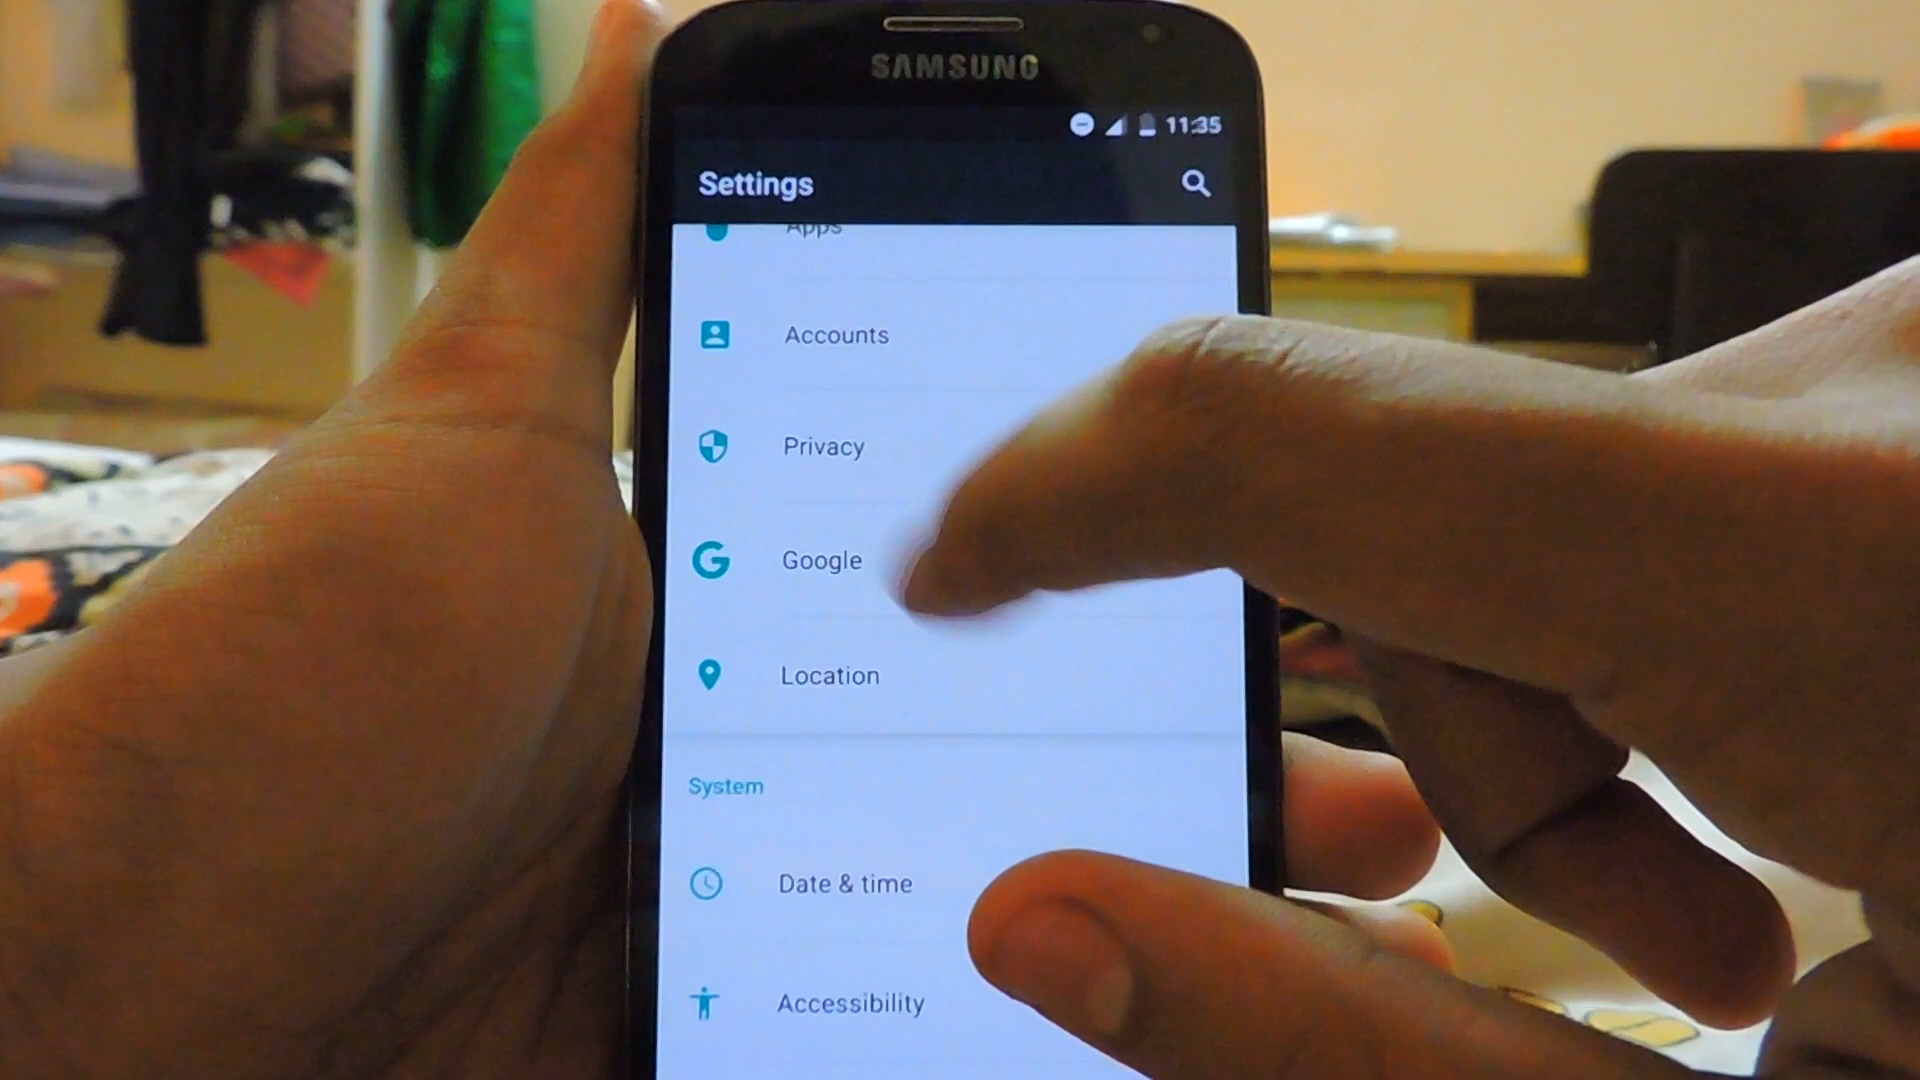 SAMSUNG
11:35
Settings
Apps
Accounts
Privacy
Google
Location
System
Date & time
Accessibility